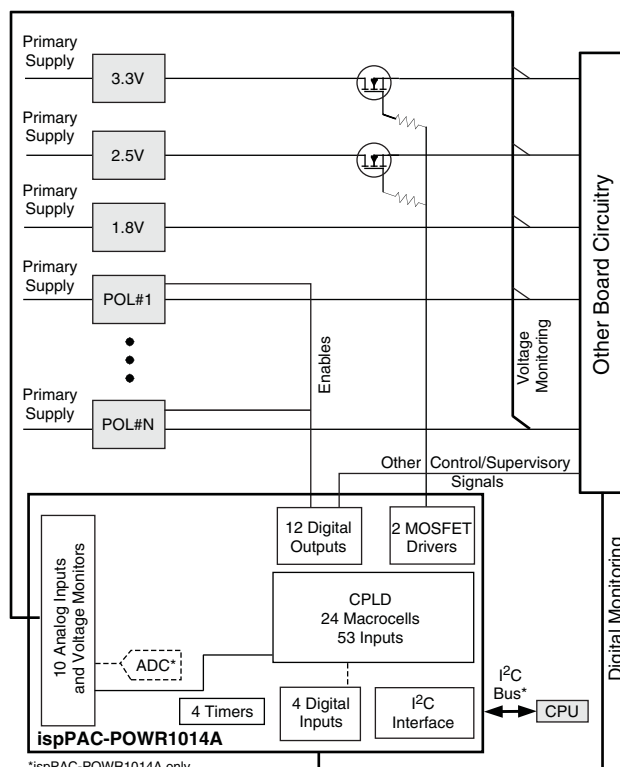 Primary
Supply
3.3V
Primary
Supply
2.5V
Primary
Supply
1.8V
Primary
Supply
POL#1
Primary
Supply
POL#N
Enables
Voltage
Monitoring
Other Board Circuitry
Other Control/Supervisory
Signals
12 Digital
Outputs
2 MOSFET
Drivers
10 Analog Inputs
and Voltage Monitors
CPLD
24 Macrocells
53 Inputs
ADC*
4 Timers
4 Digital
Inputs
I2C
Interface
I2C
Bus*
CPU
Digital Monitoring
ispPAC-POWR1014A
*ispPAC-POWR1014A only